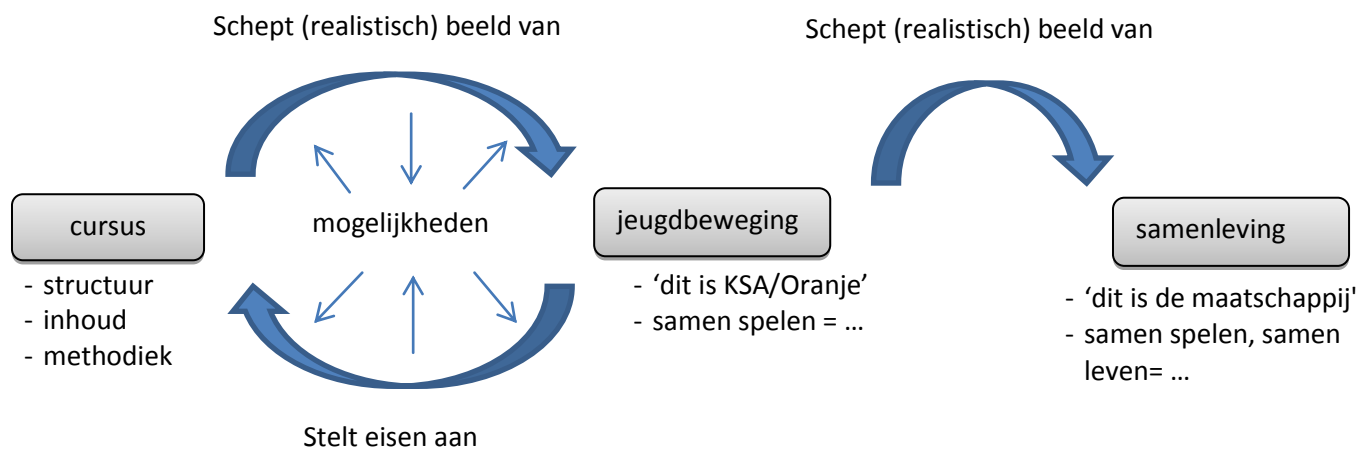 Schept (realistisch) beeld van
Schept (realistisch) beeld van
cursus
- structuur
- inhoud
- methodiek
mogelijkheden
jeugdbeweging
- ‘dit is KSA/Oranje’
- samen spelen = …
samenleving
- ‘dit is de maatschappij'
- samen spelen, samen
leven= …
Stelt eisen aan